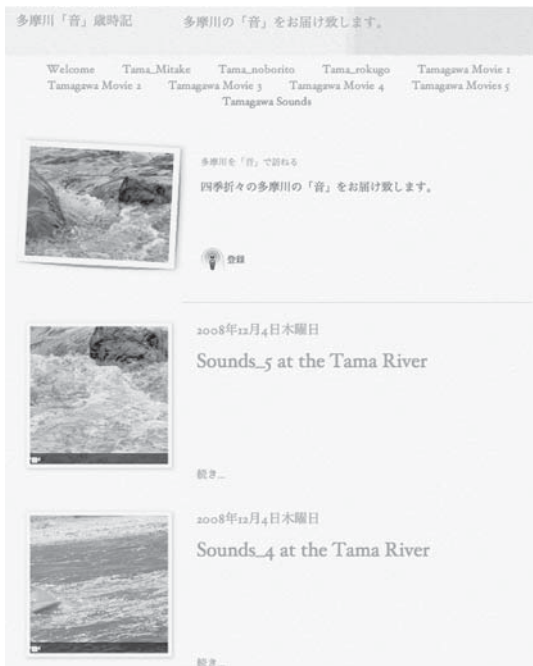 多摩川「音」歳時記
多摩川の「音」をお届け致します。
Welcome Tama_Mitake Tama_noborito Tama_rokugo Tamagawa Movie 1
Tamagawa Movie 2 Tamagawa Movie 3 Tamagawa Movie 4 Tamagawa Movies 5
Tamagawa Sounds
多摩川を「音」で訪ねる
四季折々の多摩川の「音」をお届け致します。
登録
2008年12月4日木曜日
Sounds_5 at the Tama River
続き...
2008年12月4日木曜日
Sounds_4 at the Tama River
続き...